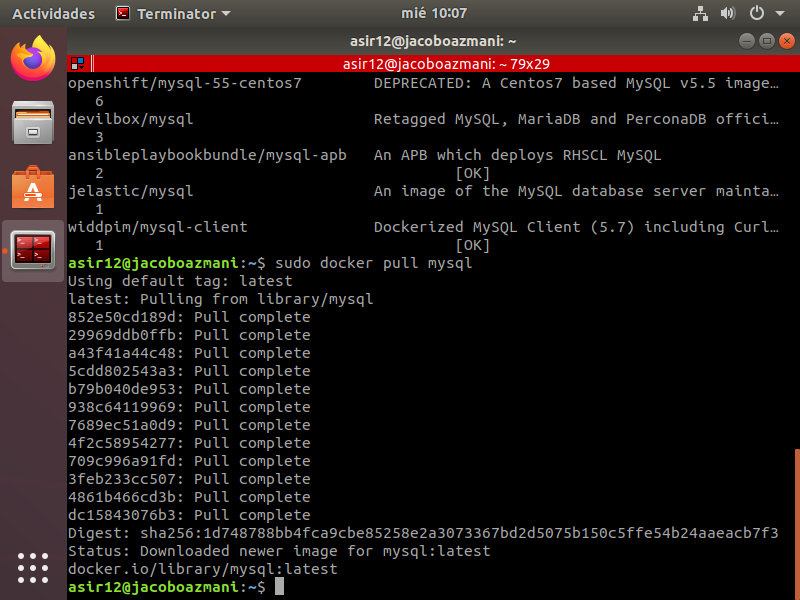 Actividades
Terminator
mié 10:07
asir12@jacoboazmani: ~
asir12@jacoboazmani: ~ 79x29
openshift/mysql-55-centos7        DEPRECATED: A Centos7 based MySQL v5.5 image…
   6
devilbox/mysql                    Retagged MySQL, MariaDB and PerconaDB offici…
   3
ansibleplaybookbundle/mysql-apb   An APB which deploys RHSCL MySQL
   2                                       [OK]
jelastic/mysql                    An image of the MySQL database server mainta…
   1
widdpim/mysql-client              Dockerized MySQL Client (5.7) including Curl…
   1                                       [OK]
asir12@jacoboazmani:~$ sudo docker pull mysql
Using default tag: latest
latest: Pulling from library/mysql
852e50cd189d: Pull complete
29969ddb0ffb: Pull complete
a43f41a44c48: Pull complete
5cdd802543a3: Pull complete
b79b040de953: Pull complete
938c64119969: Pull complete
7689ec51a0d9: Pull complete
4f2c58954277: Pull complete
709c996a91fd: Pull complete
3feb233cc507: Pull complete
4861b466cd3b: Pull complete
dc15843076b3: Pull complete
Digest: sha256:1d748788bb4fca9cbe85258e2a3073367bd2d5075b150c5ffe54b24aaeacb7f3
Status: Downloaded newer image for mysql:latest
docker.io/library/mysql:latest
asir12@jacoboazmani:~$